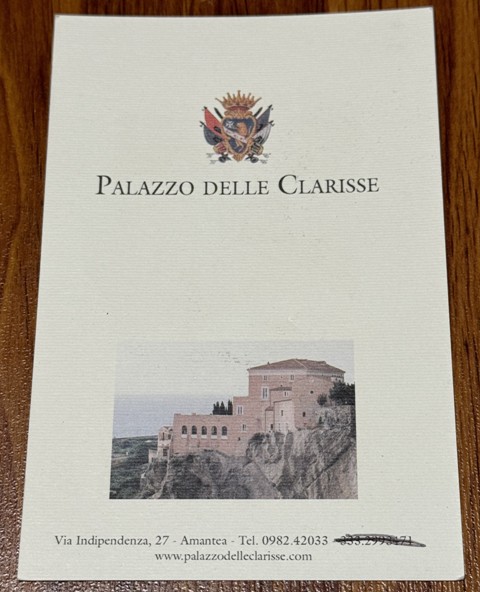 PALAZZO DELLE CLARISSE
Via Indipendenza, 27 - Amantea - Tel. 0982.42033
www.palazzodelleclarisse.com